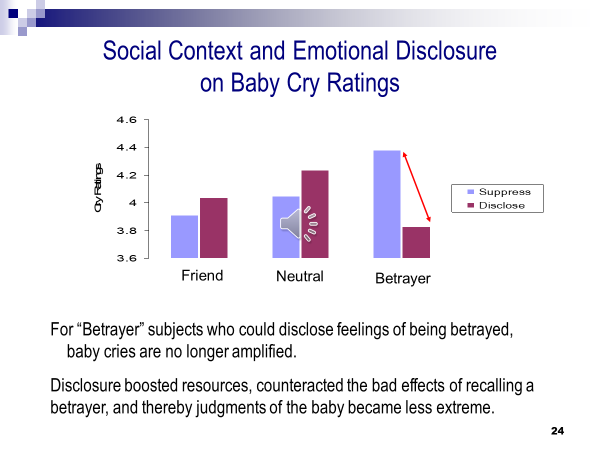 Social Context and Emotional Disclosure
on Baby Cry Ratings
4.6
4.4
4.2
4
3.8
3.6
Cry Ratings
Suppress
Disclose
Friend
Neutral
Betrayer
For “Betrayer” subjects who could disclose feelings of being betrayed,
baby cries are no longer amplified.
Disclosure boosted resources, counteracted the bad effects of recalling a
betrayer, and thereby judgments of the baby became less extreme.
24